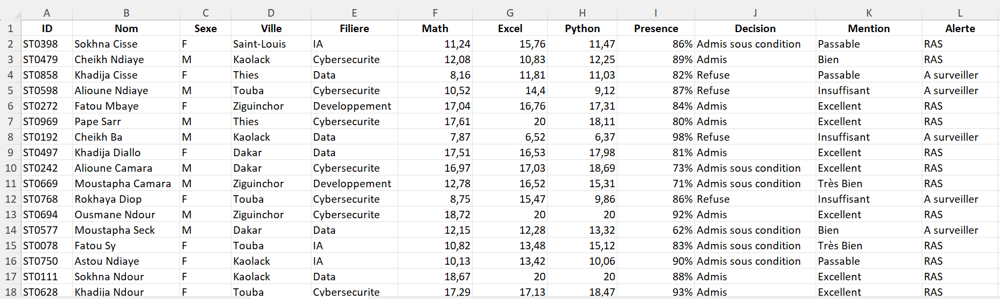 A B C D E F G H I J K L
1 ID Nom Sexe Ville Filiere Math Excel Python Presence Decision Mention Alerte
2 ST0398 Sokhna Cisse F Saint-Louis IA 11,24 15,76 11,47 86% Admis sous condition Passable RAS
3 ST0479 Cheikh Ndiaye M Kaolack Cybersecurite 12,08 10,83 12,25 89% Admis Bien RAS
4 ST0858 Khadija Cisse F Thies Data 8,16 11,81 11,03 82% Refuse Passable A surveiller
5 ST0598 Alioune Ndiaye M Touba Cybersecurite 10,52 14,4 9,12 87% Refuse Insuffisant A surveiller
6 ST0272 Fatou Mbaye F Ziguinchor Developpement 17,04 16,76 17,31 84% Admis Excellent RAS
7 ST0969 Pape Sarr M Thies Cybersecurite 17,61 20 18,11 80% Admis Excellent RAS
8 ST0192 Cheikh Ba M Kaolack Data 7,87 6,52 6,37 98% Refuse Insuffisant A surveiller
9 ST0497 Khadija Diallo F Dakar Data 17,51 16,53 17,98 81% Admis Excellent RAS
10 ST0242 Alioune Camara M Dakar Cybersecurite 16,97 17,03 18,69 73% Admis sous condition Excellent RAS
11 ST0669 Moustapha Camara M Ziguinchor Developpement 12,78 16,52 15,31 71% Admis sous condition Très Bien RAS
12 ST0768 Rokhaya Diop F Touba Cybersecurite 8,75 15,47 9,86 86% Refuse Insuffisant A surveiller
13 ST0694 Ousmane Ndour M Ziguinchor Cybersecurite 18,72 20 20 92% Admis Excellent RAS
14 ST0577 Moustapha Seck M Dakar Data 12,15 12,28 13,32 62% Admis sous condition Bien A surveiller
15 ST0078 Fatou Sy F Touba IA 10,82 13,48 15,12 83% Admis sous condition Très Bien RAS
16 ST0750 Astou Ndiaye F Kaolack IA 10,13 13,42 10,06 90% Admis sous condition Passable RAS
17 ST0111 Sokhna Ndour F Kaolack Data 18,67 20 20 88% Admis Excellent RAS
18 ST0628 Khadija Ndour F Touba Cybersecurite 17,29 17,13 18,47 93% Admis Excellent RAS